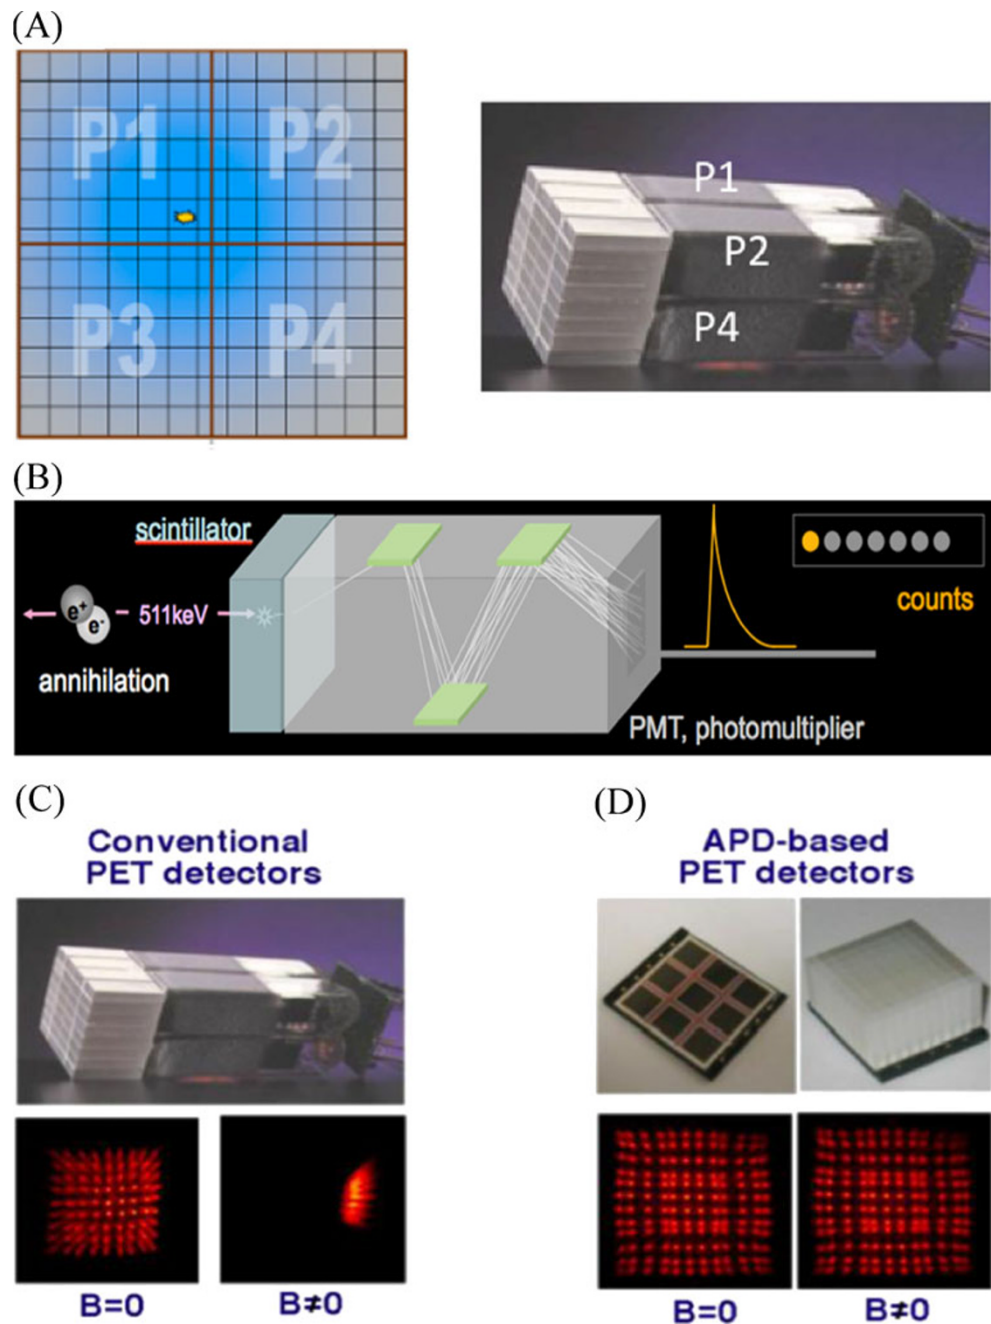 (A)
P1
P2
P3
P4
P1
P2
P4
(B)
scintillator
e+
e-
511keV
annihilation
counts
PMT, photomultiplier
(C)
Conventional
PET detectors
B=0
B≠0
(D)
APD-based
PET detectors
B=0
B≠0